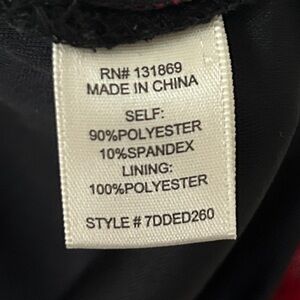 RN# 131869
MADE IN CHINA
SELF:
90%POLYESTER
10%SPANDEX
LINING:
100%POLYESTER
STYLE # 7DDED260